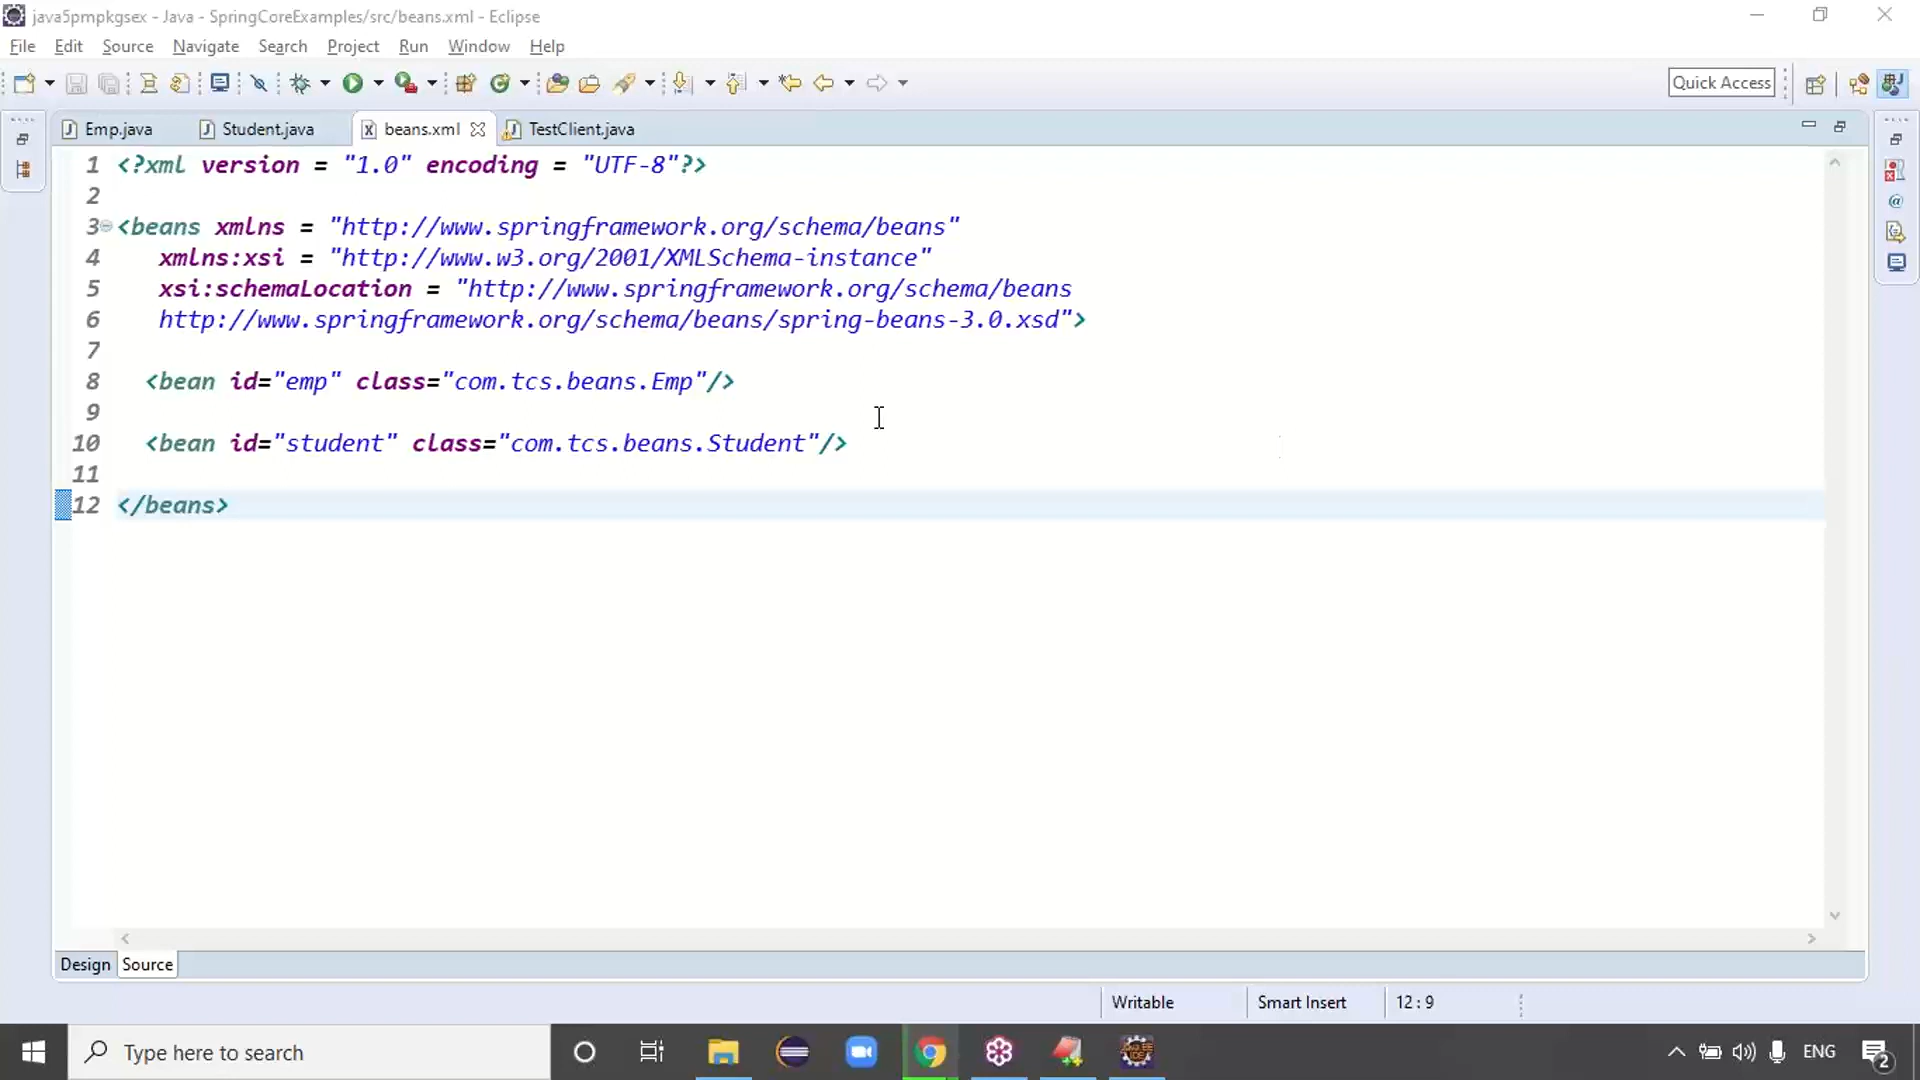 java5pmpkgsex - Java - SpringCoreExamples/src/beans.xml - Eclipse
File Edit Source Navigate Search Project Run Window Help
Quick Access
Emp.java Student.java beans.xml TestClient.java
1 <?xml version = "1.0" encoding = "UTF-8"?>
2
3 <beans xmlns = "http://www.springframework.org/schema/beans"
4 xmlns:xsi = "http://www.w3.org/2001/XMLSchema-instance"
5 xsi:schemaLocation = "http://www.springframework.org/schema/beans
6 http://www.springframework.org/schema/beans/spring-beans-3.0.xsd">
7
8 <bean id="emp" class="com.tcs.beans.Emp"/>
9
10 <bean id="student" class="com.tcs.beans.Student"/>
11
12 </beans>
Design Source
Writable Smart Insert 12 : 9
Type here to search ENG 2